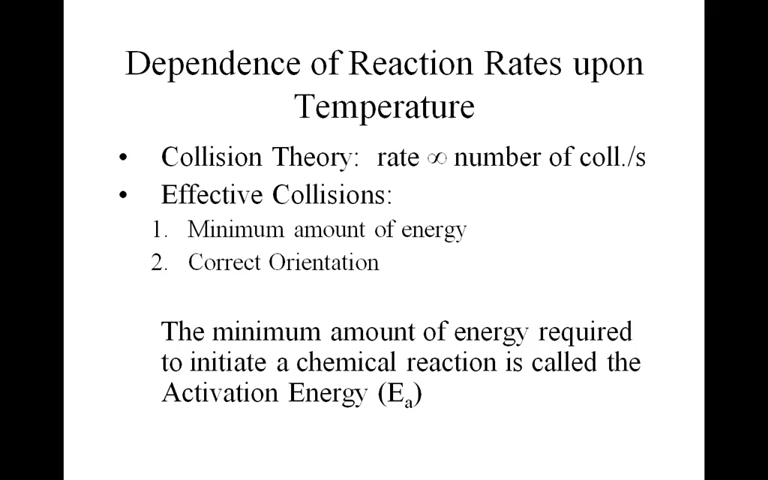 Dependence of Reaction Rates upon
Temperature
• Collision Theory: rate ∞ number of coll./s
• Effective Collisions:
1. Minimum amount of energy
2. Correct Orientation
The minimum amount of energy required
to initiate a chemical reaction is called the
Activation Energy (Ea)